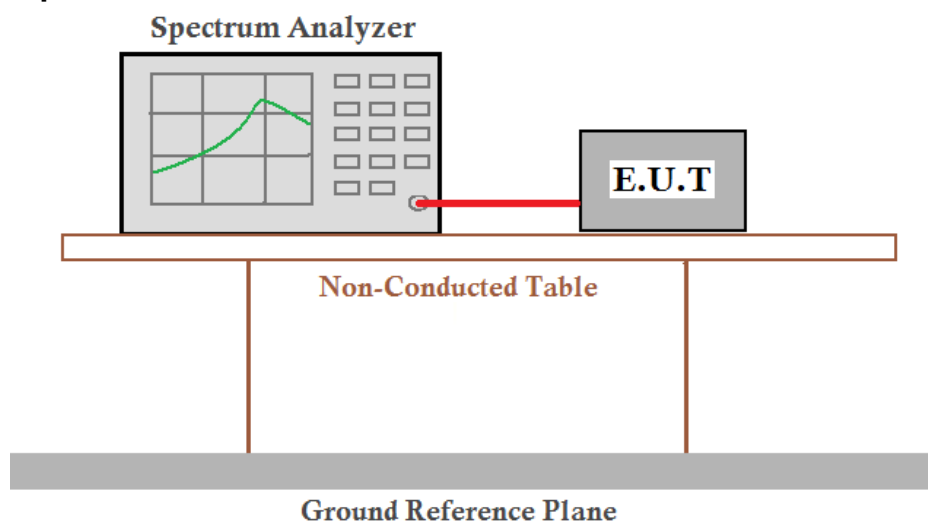 Spectrum Analyzer
E.U.T
Non-Conducted Table
Ground Reference Plane